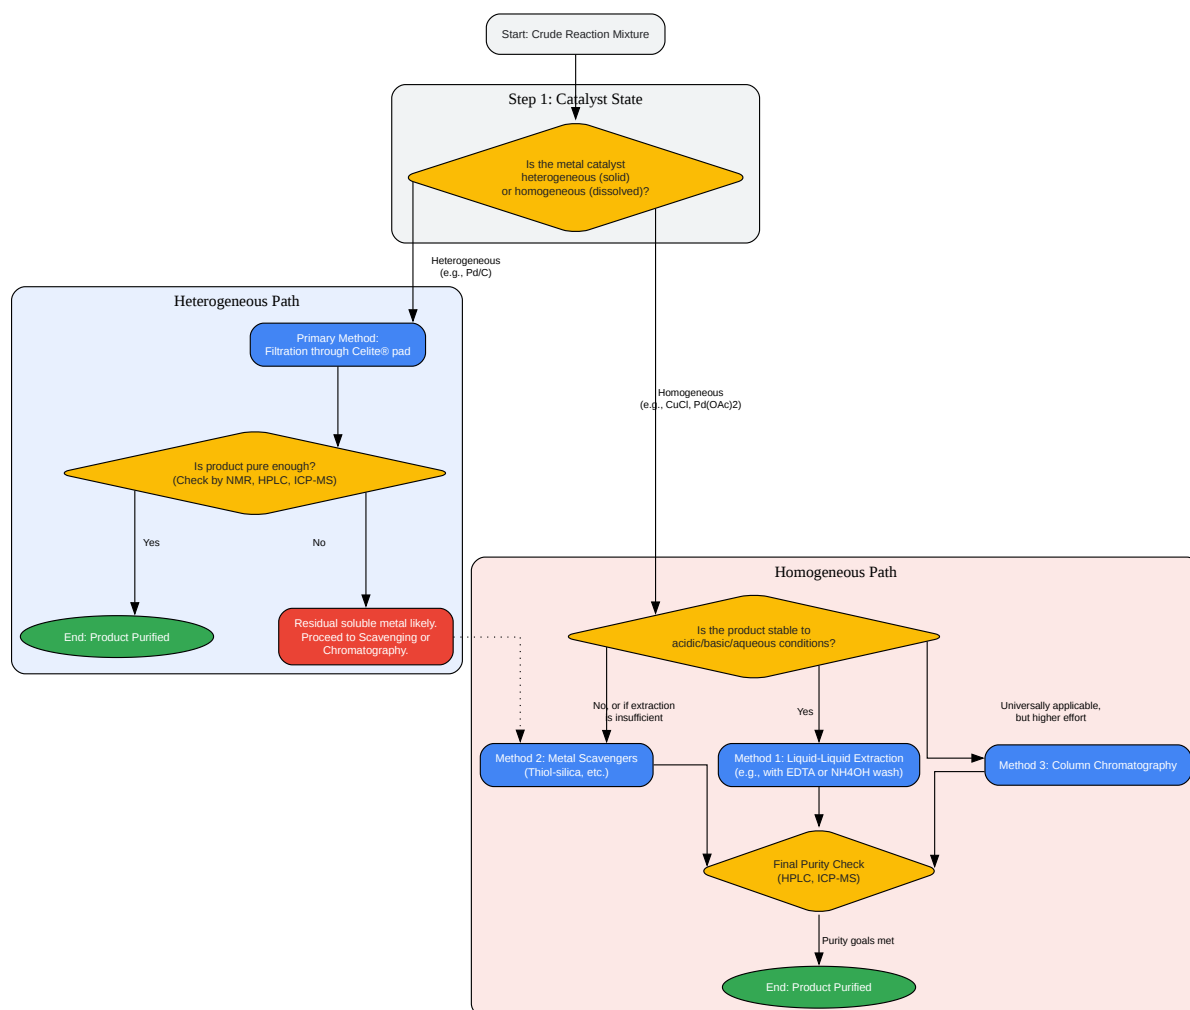 Start: Crude Reaction Mixture
Step 1: Catalyst State
Is the metal catalyst
heterogeneous (solid)
or homogeneous (dissolved)?
Heterogeneous
(e.g., Pd/C)
Heterogeneous Path
Primary Method:
Filtration through Celite® pad
Homogeneous
(e.g., CuCl, Pd(OAc)2)
Is product pure enough?
(Check by NMR, HPLC, ICP-MS)
Yes
No
End: Product Purified
Residual soluble metal likely.
Proceed to Scavenging or
Chromatography.
Homogeneous Path
Is the product stable to
acidic/basic/aqueous conditions?
No, or if extraction
is insufficient
Yes
Universally applicable,
but higher effort
Method 2: Metal Scavengers
(Thiol-silica, etc.)
Method 1: Liquid-Liquid Extraction
(e.g., with EDTA or NH4OH wash)
Method 3: Column Chromatography
Final Purity Check
(HPLC, ICP-MS)
Purity goals met
End: Product Purified